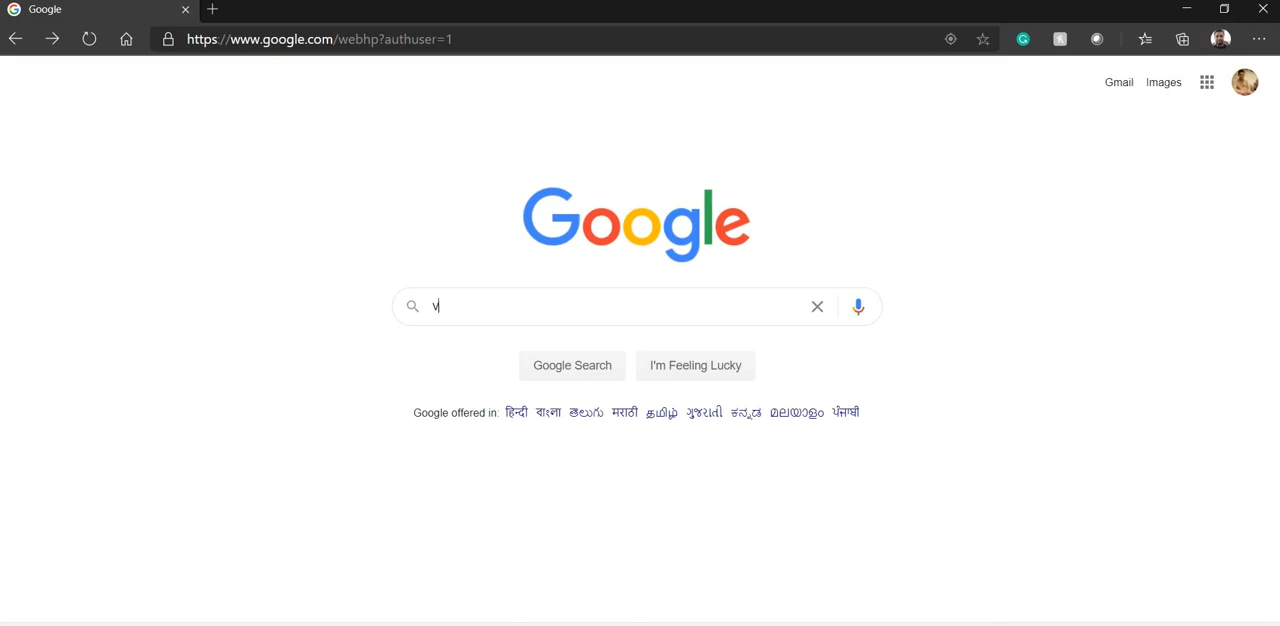 Google
https://www.google.com/webhp?authuser=1
Gmail Images
Google
V
Google Search I'm Feeling Lucky
Google offered in: हिन्दी বাংলা తెలుగు मराठी தமிழ் ગુજરાતી ಕನ್ನಡ മലയാളം ਪੰਜਾਬੀ